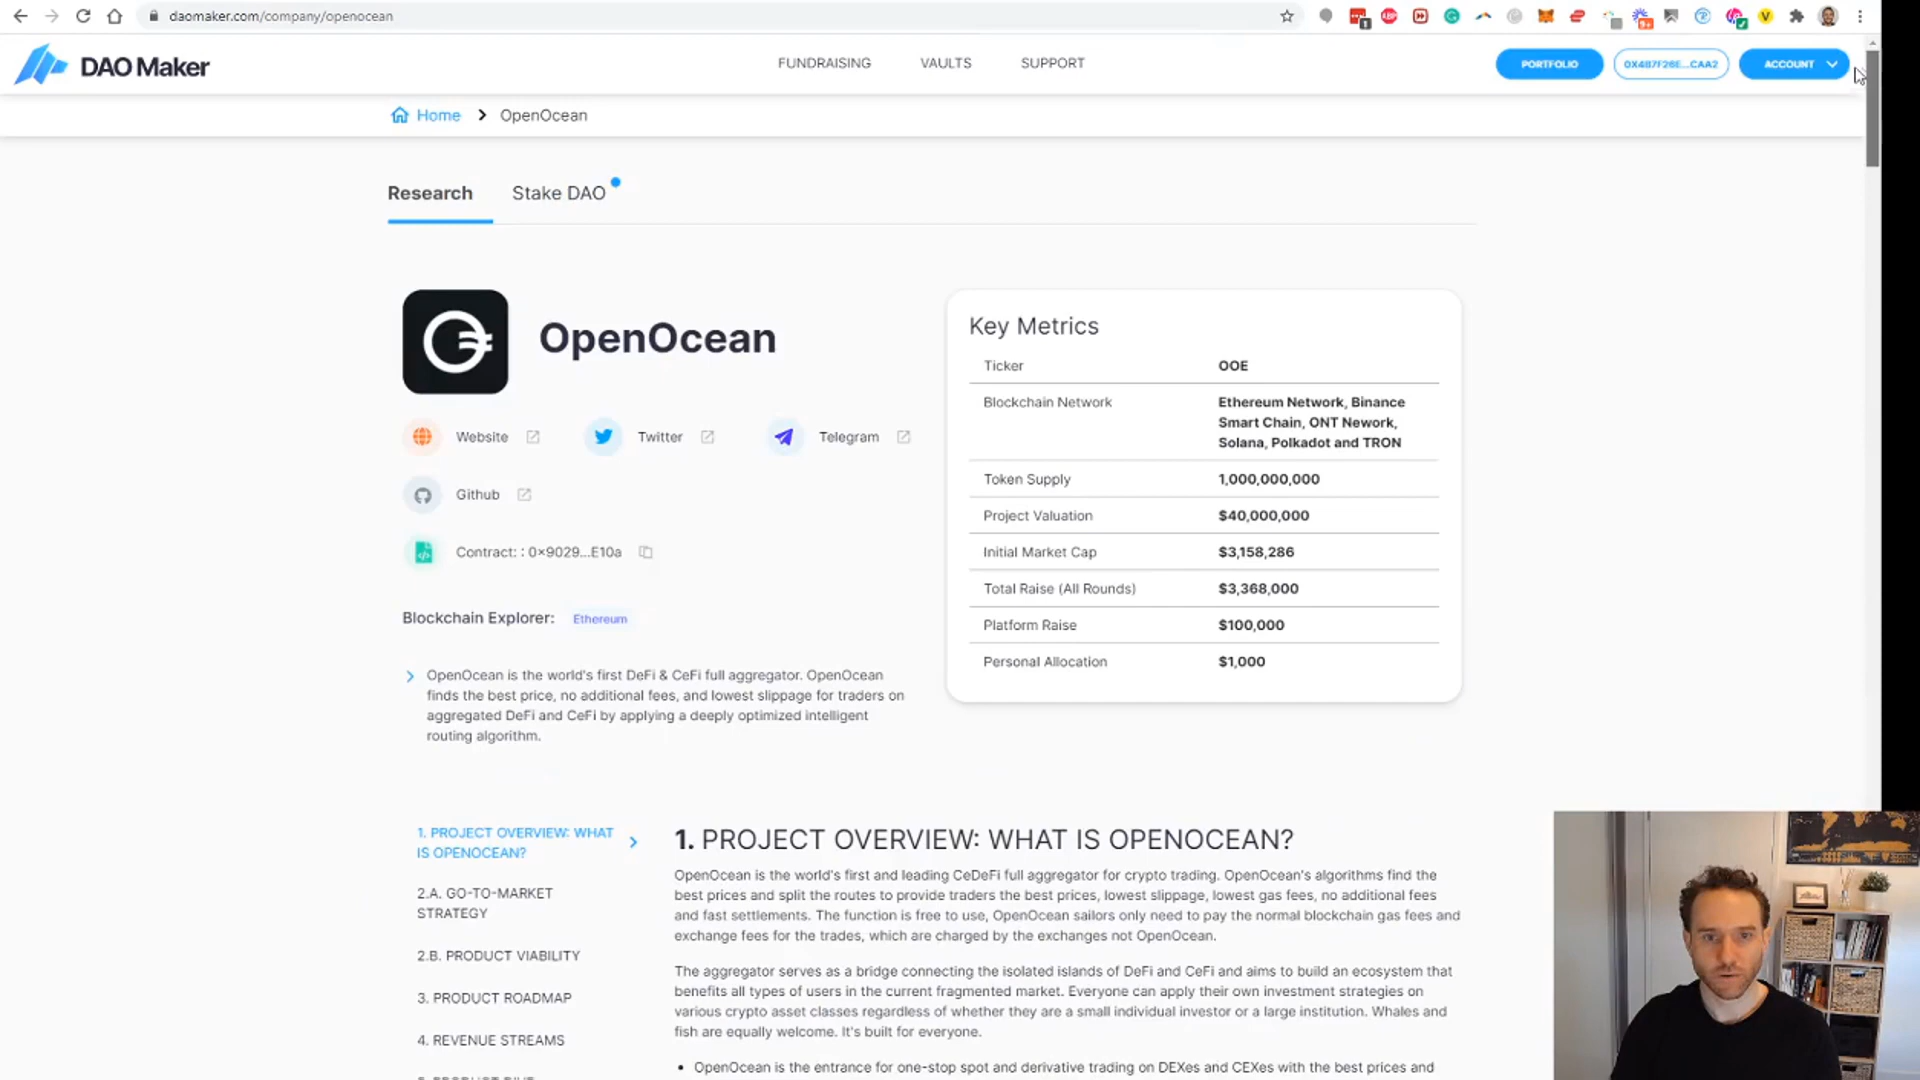 daomaker.com/company/openocean
DAO Maker
FUNDRAISING
VAULTS
SUPPORT
PORTFOLIO
0X4B7F26E...CAA2
ACCOUNT
Home
OpenOcean
Research
Stake DAO
OpenOcean
Website
Twitter
Telegram
Github
Contract: : 0x9029...E10a
Blockchain Explorer:
Ethereum
OpenOcean is the world's first DeFi & CeFi full aggregator. OpenOcean
finds the best price, no additional fees, and lowest slippage for traders on
aggregated DeFi and CeFi by applying a deeply optimized intelligent
routing algorithm.
Key Metrics
Ticker
OOE
Blockchain Network
Ethereum Network, Binance
Smart Chain, ONT Nework,
Solana, Polkadot and TRON
Token Supply
1,000,000,000
Project Valuation
$40,000,000
Initial Market Cap
$3,158,286
Total Raise (All Rounds)
$3,368,000
Platform Raise
$100,000
Personal Allocation
$1,000
1. PROJECT OVERVIEW: WHAT
IS OPENOCEAN?
2.A. GO-TO-MARKET
STRATEGY
2.B. PRODUCT VIABILITY
3. PRODUCT ROADMAP
4. REVENUE STREAMS
1. PROJECT OVERVIEW: WHAT IS OPENOCEAN?
OpenOcean is the world's first and leading CeDeFi full aggregator for crypto trading. OpenOcean's algorithms find the
best prices and split the routes to provide traders the best prices, lowest slippage, lowest gas fees, no additional fees
and fast settlements. The function is free to use, OpenOcean sailors only need to pay the normal blockchain gas fees and
exchange fees for the trades, which are charged by the exchanges not OpenOcean.
The aggregator serves as a bridge connecting the isolated islands of DeFi and CeFi and aims to build an ecosystem that
benefits all types of users in the current fragmented market. Everyone can apply their own investment strategies on
various crypto asset classes regardless of whether they are a small individual investor or a large institution. Whales and
fish are equally welcome. It's built for everyone.
• OpenOcean is the entrance for one-stop spot and derivative trading on DEXes and CEXes with the best prices and